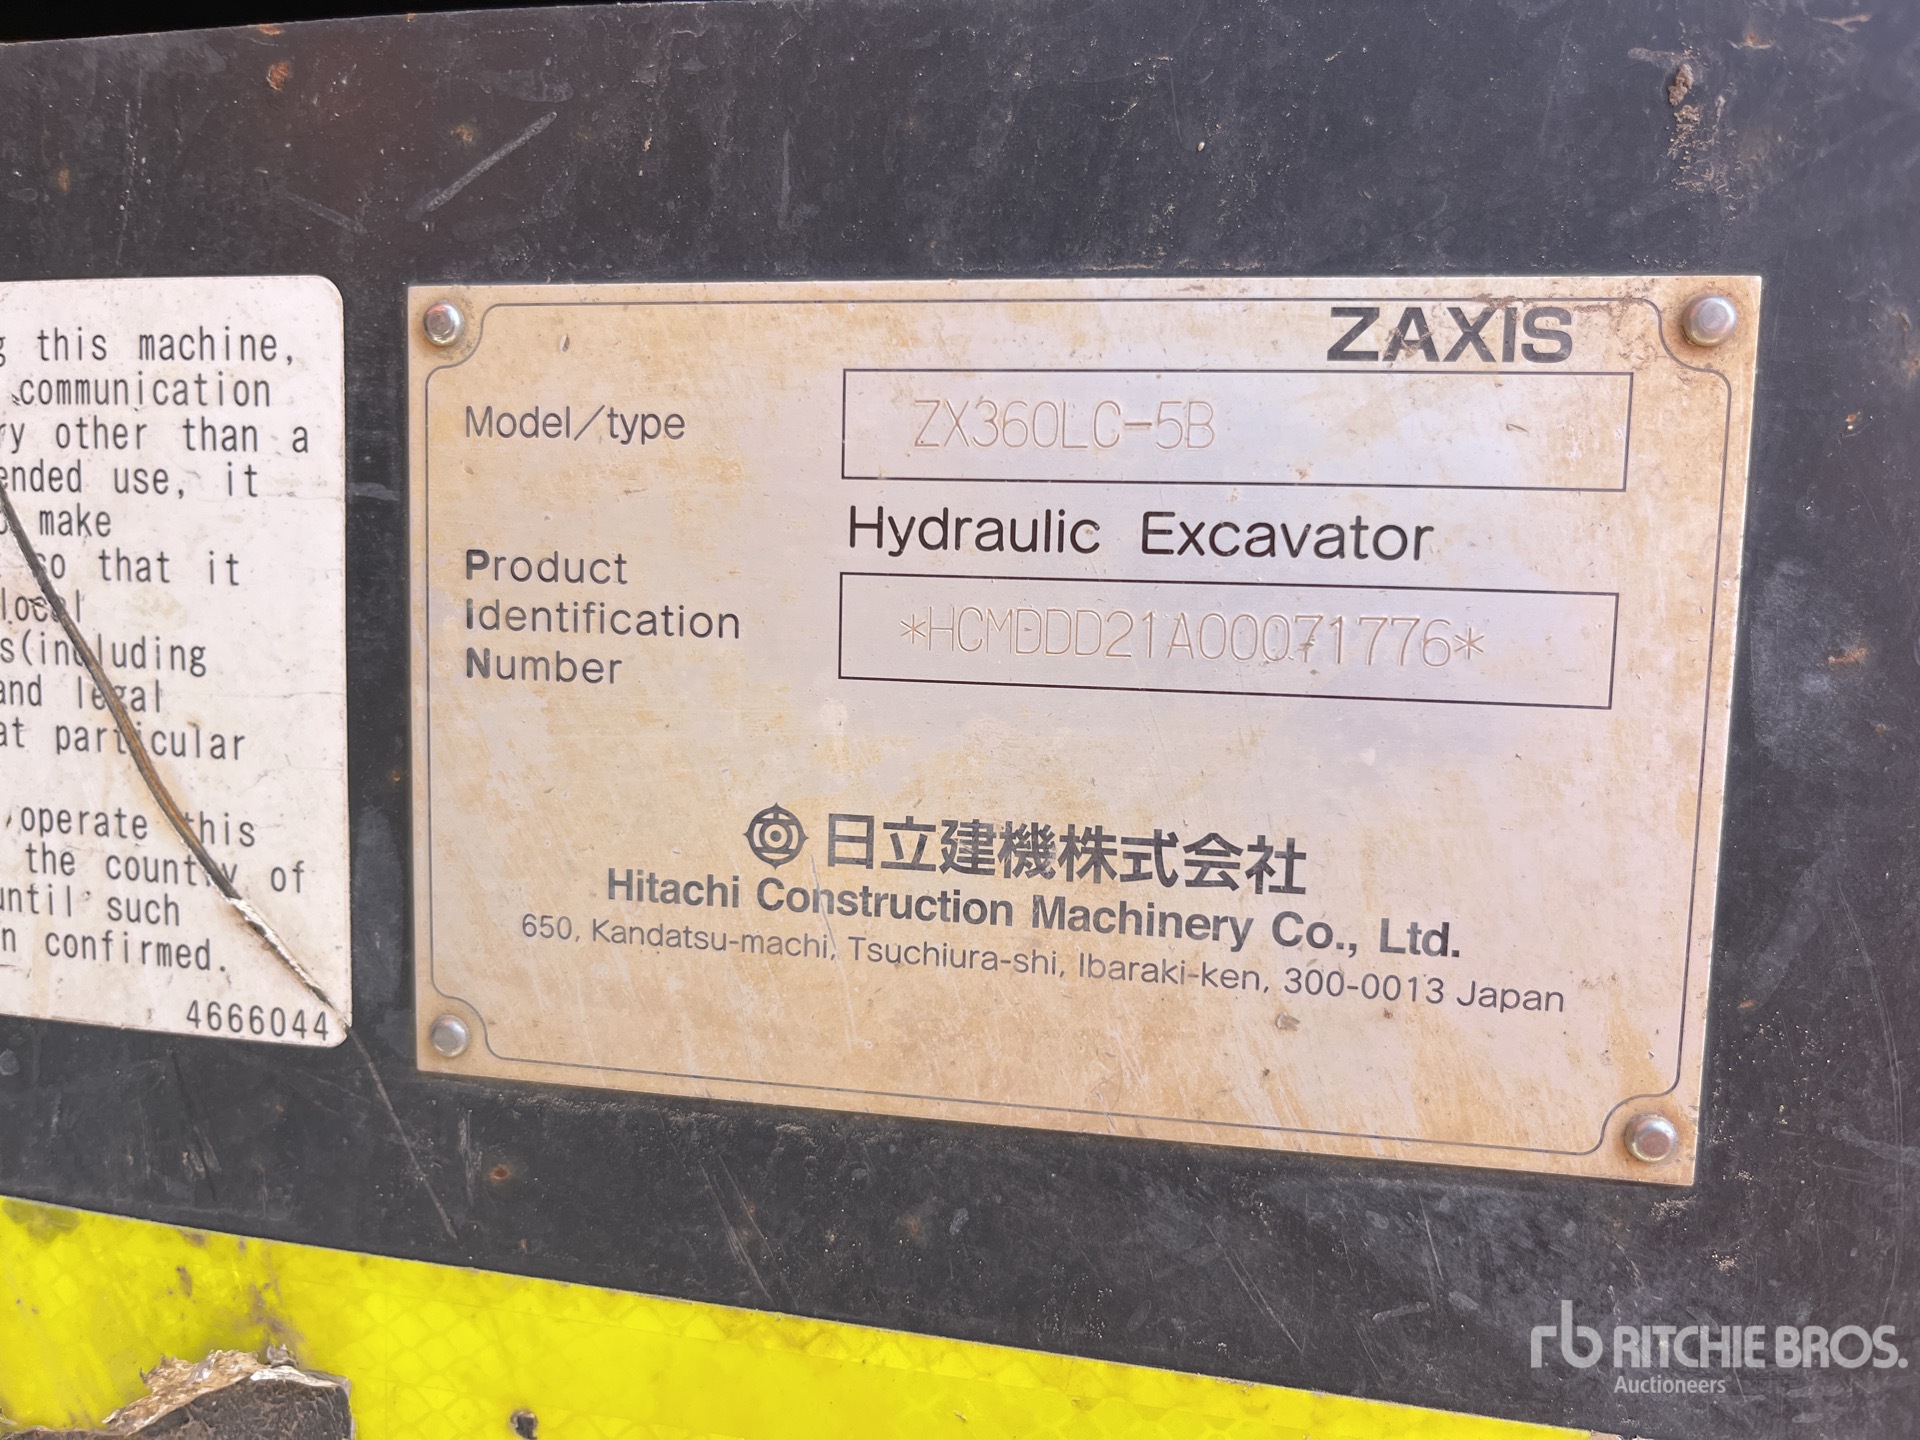 g this machine,
communication
ry other than a
ended use, it
make
so that it
local
s(including
and legal
at particular
operate this
the country of
until such
n confirmed.
4666044
ZAXIS
Model/type
ZX360LC-5B
Hydraulic Excavator
Product
Identification
Number
*HCMDDD21A00071776*
日立建機株式会社
Hitachi Construction Machinery Co., Ltd.
650, Kandatsu-machi, Tsuchiura-shi, Ibaraki-ken, 300-0013 Japan
rb RITCHIE BROS.
Auctioneers